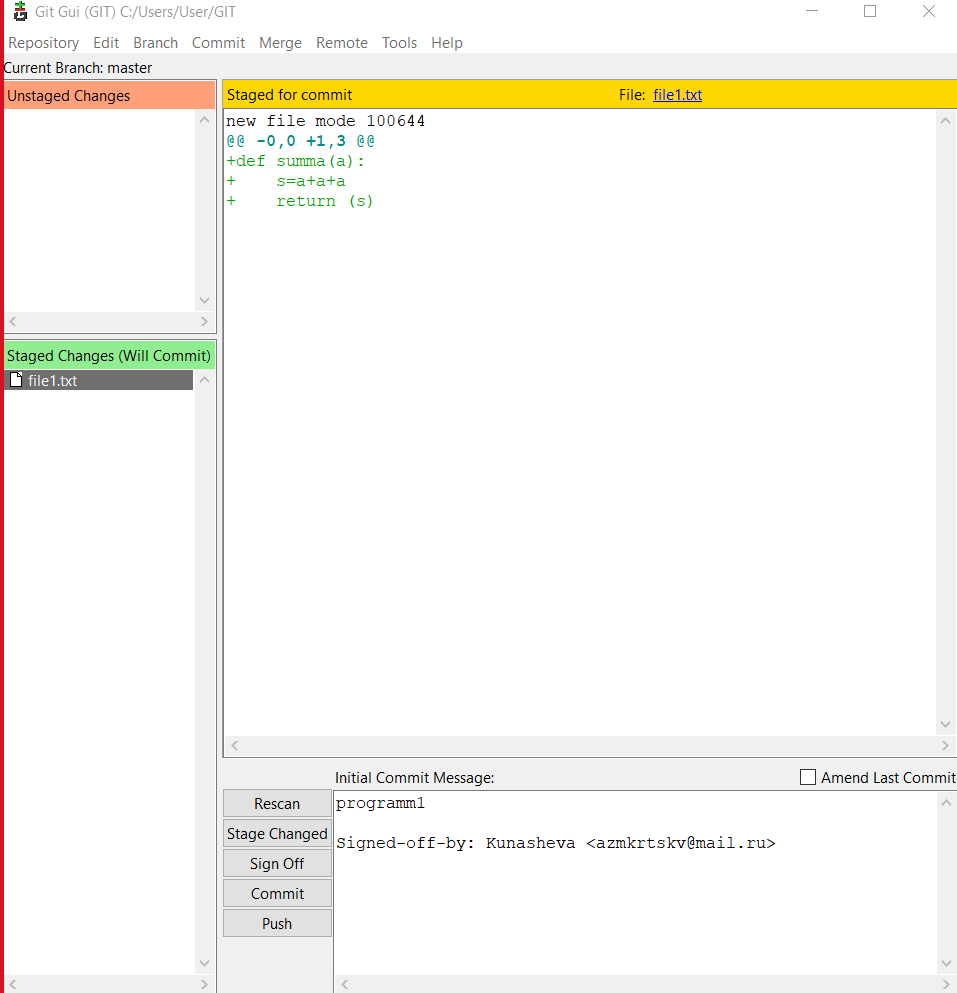 Git Gui (GIT) C:/Users/User/GIT
Repository Edit Branch Commit Merge Remote Tools Help
Current Branch: master
Unstaged Changes
Staged for commit File: file1.txt
new file mode 100644
@@ -0,0 +1,3 @@
+def summa(a):
+    s=a+a+a
+    return (s)
Staged Changes (Will Commit)
file1.txt
Initial Commit Message: Amend Last Commit
Rescan
Stage Changed
Sign Off
Commit
Push
programm1
Signed-off-by: Kunasheva <azmkrtskv@mail.ru>